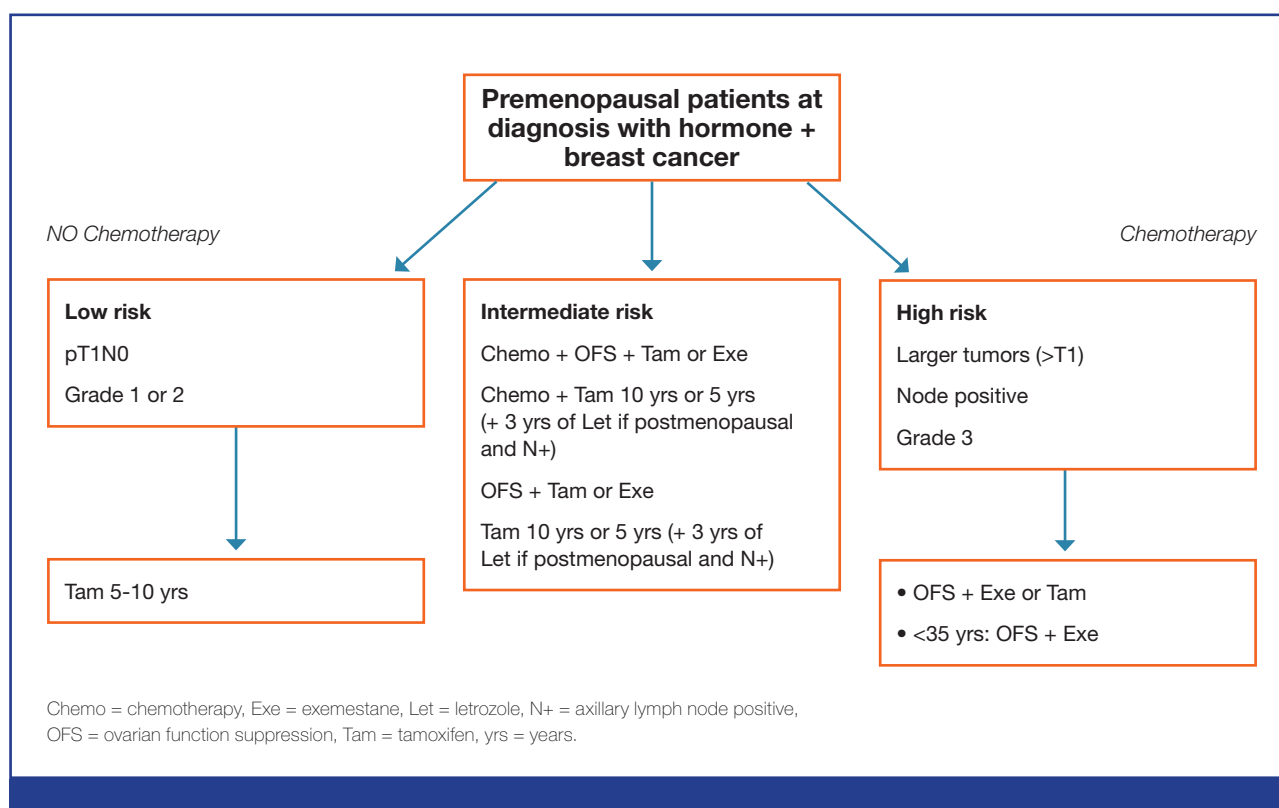 Premenopausal patients at
diagnosis with hormone +
breast cancer
NO Chemotherapy
Chemotherapy
Low risk
pT1N0
Grade 1 or 2
Intermediate risk
Chemo + OFS + Tam or Exe
Chemo + Tam 10 yrs or 5 yrs
(+ 3 yrs of Let if postmenopausal
and N+)
OFS + Tam or Exe
Tam 10 yrs or 5 yrs (+ 3 yrs of
Let if postmenopausal and N+)
High risk
Larger tumors (>T1)
Node positive
Grade 3
Tam 5-10 yrs
• OFS + Exe or Tam
• <35 yrs: OFS + Exe
Chemo = chemotherapy, Exe = exemestane, Let = letrozole, N+ = axillary lymph node positive,
OFS = ovarian function suppression, Tam = tamoxifen, yrs = years.